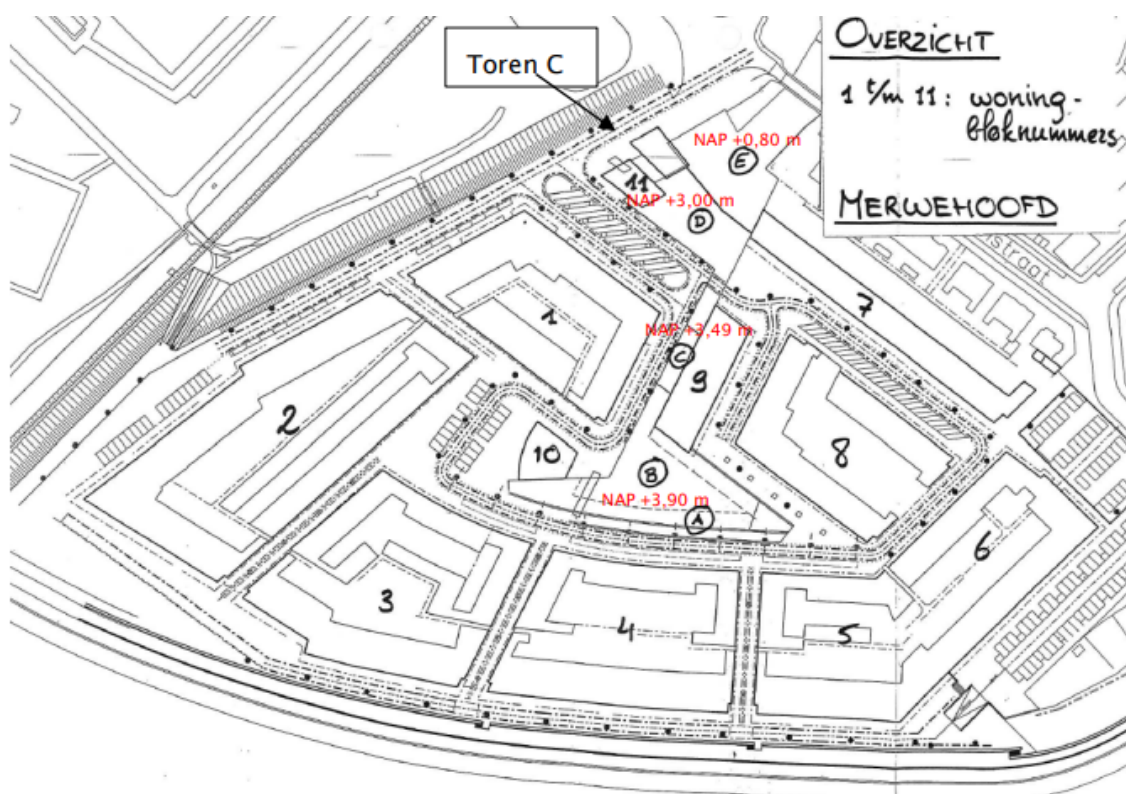 Toren C
OVERZICHT
1 t/m 11: woning-
bloknummers
MERWEHOOFD
NAP +0,80 m
E
11
NAP +3,00 m
D
7
1
NAP +3,49 m
C
9
2
8
10
B
NAP +3,90 m
A
6
3
4
5